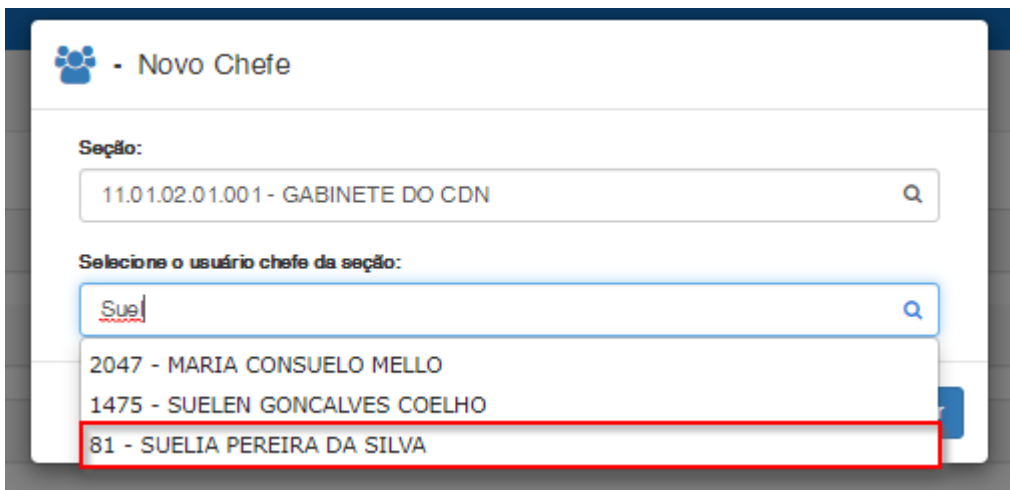 - Novo Chefe
Seção:
11.01.02.01.001 - GABINETE DO CDN
Selecione o usuário chefe da seção:
Suel
2047 - MARIA CONSUELO MELLO
1475 - SUELEN GONCALVES COELHO
81 - SUELIA PEREIRA DA SILVA